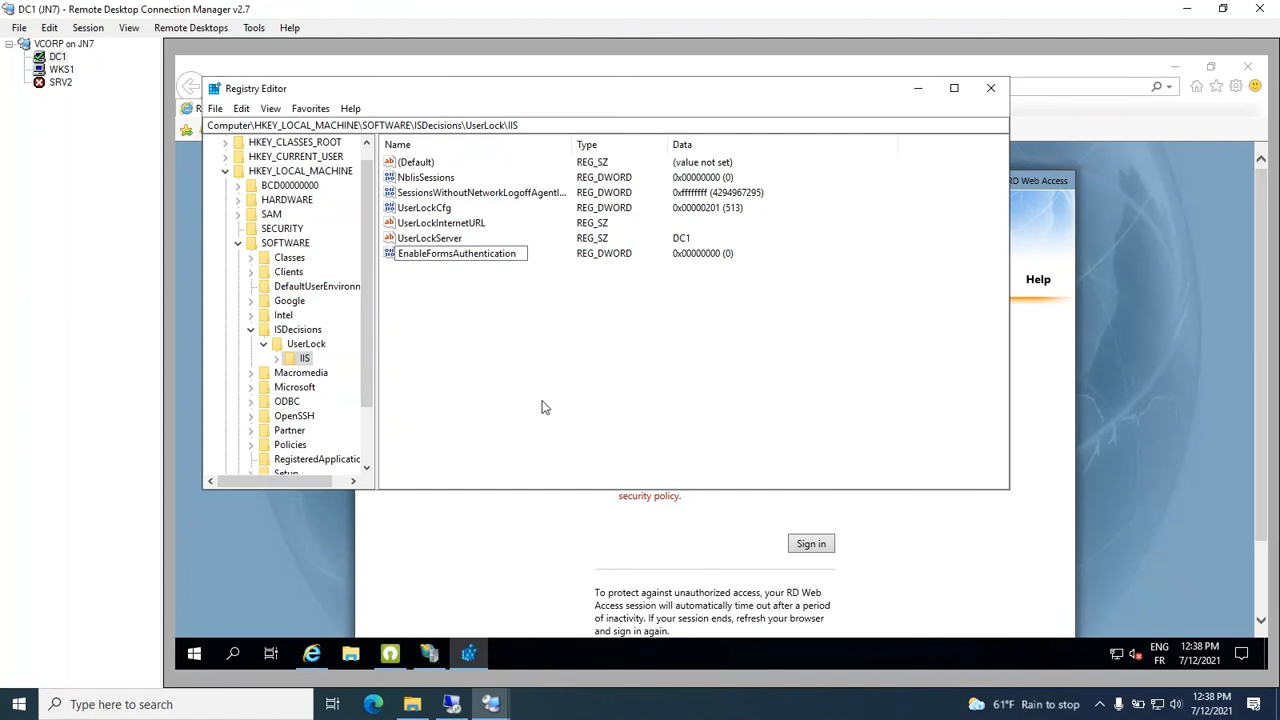 DC1 (JN7) - Remote Desktop Connection Manager v2.7
File Edit Session View Remote Desktops Tools Help
VCORP on JN7
DC1
WKS1
SRV2
Registry Editor
File Edit View Favorites Help
Computer\HKEY_LOCAL_MACHINE\SOFTWARE\ISDecisions\UserLock\IIS
HKEY_CLASSES_ROOT
HKEY_CURRENT_USER
HKEY_LOCAL_MACHINE
BCD00000000
HARDWARE
SAM
SECURITY
SOFTWARE
Classes
Clients
DefaultUserEnvironn
Google
Intel
ISDecisions
UserLock
IIS
Macromedia
Microsoft
ODBC
OpenSSH
Partner
Policies
RegisteredApplicatic
Setup
Name Type Data
(Default) REG_SZ (value not set)
NblisSessions REG_DWORD 0x00000000 (0)
SessionsWithoutNetworkLogoffAgentI... REG_DWORD 0xffffffff (4294967295)
UserLockCfg REG_DWORD 0x00000201 (513)
UserLockInternetURL REG_SZ
UserLockServer REG_SZ DC1
EnableFormsAuthentication REG_DWORD 0x00000000 (0)
RD Web Access
Help
security policy.
Sign in
To protect against unauthorized access, your RD Web
Access session will automatically time out after a period
of inactivity. If your session ends, refresh your browser
and sign in again.
ENG
FR
12:38 PM
7/12/2021
Type here to search
61°F Rain to stop
12:38 PM
7/12/2021